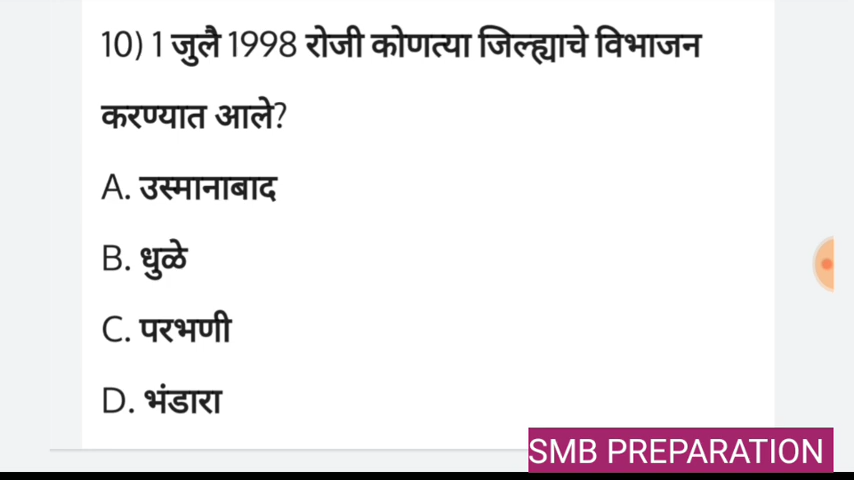 10) 1 जुलै 1998 रोजी कोणत्या जिल्ह्याचे विभाजन
करण्यात आले?
A. उस्मानाबाद
B. धुळे
C. परभणी
D. भंडारा
SMB PREPARATION